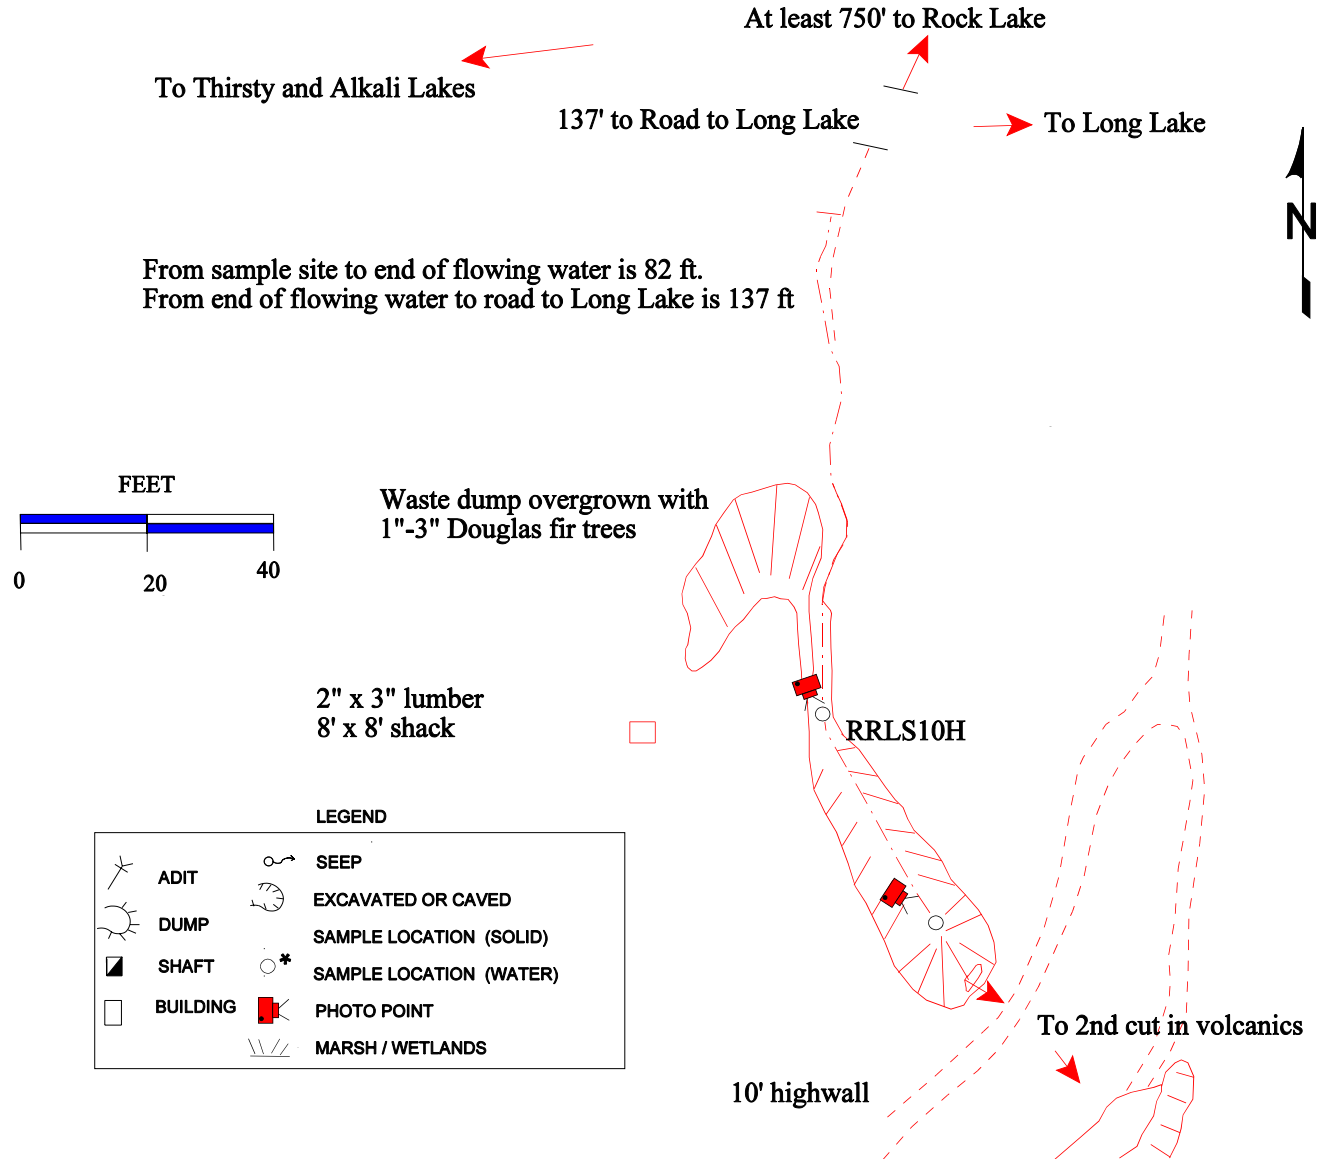 At least 750' to Rock Lake
To Thirsty and Alkali Lakes
137' to Road to Long Lake
To Long Lake
N
From sample site to end of flowing water is 82 ft.
From end of flowing water to road to Long Lake is 137 ft
FEET
0
20
40
Waste dump overgrown with
1"-3" Douglas fir trees
2" x 3" lumber
8' x 8' shack
RRLS10H
LEGEND
ADIT
SEEP
EXCAVATED OR CAVED
DUMP
SAMPLE LOCATION (SOLID)
SHAFT
*
SAMPLE LOCATION (WATER)
BUILDING
PHOTO POINT
MARSH / WETLANDS
To 2nd cut in volcanics
10' highwall